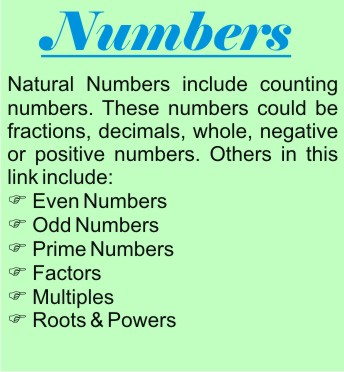 Numbers
Natural Numbers include counting
numbers. These numbers could be
fractions, decimals, whole, negative
or positive numbers. Others in this
link include:
☞ Even Numbers
☞ Odd Numbers
☞ Prime Numbers
☞ Factors
☞ Multiples
☞ Roots & Powers